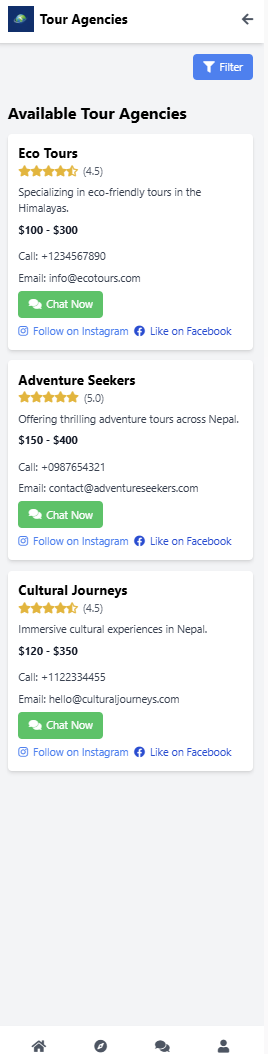 Tour Agencies
Filter
Available Tour Agencies
Eco Tours
(4.5)
Specializing in eco-friendly tours in the
Himalayas.
$100 - $300
Call: +1234567890
Email: info@ecotours.com
Chat Now
Follow on Instagram Like on Facebook
Adventure Seekers
(5.0)
Offering thrilling adventure tours across Nepal.
$150 - $400
Call: +0987654321
Email: contact@adventureseekers.com
Chat Now
Follow on Instagram Like on Facebook
Cultural Journeys
(4.5)
Immersive cultural experiences in Nepal.
$120 - $350
Call: +1122334455
Email: hello@culturaljourneys.com
Chat Now
Follow on Instagram Like on Facebook